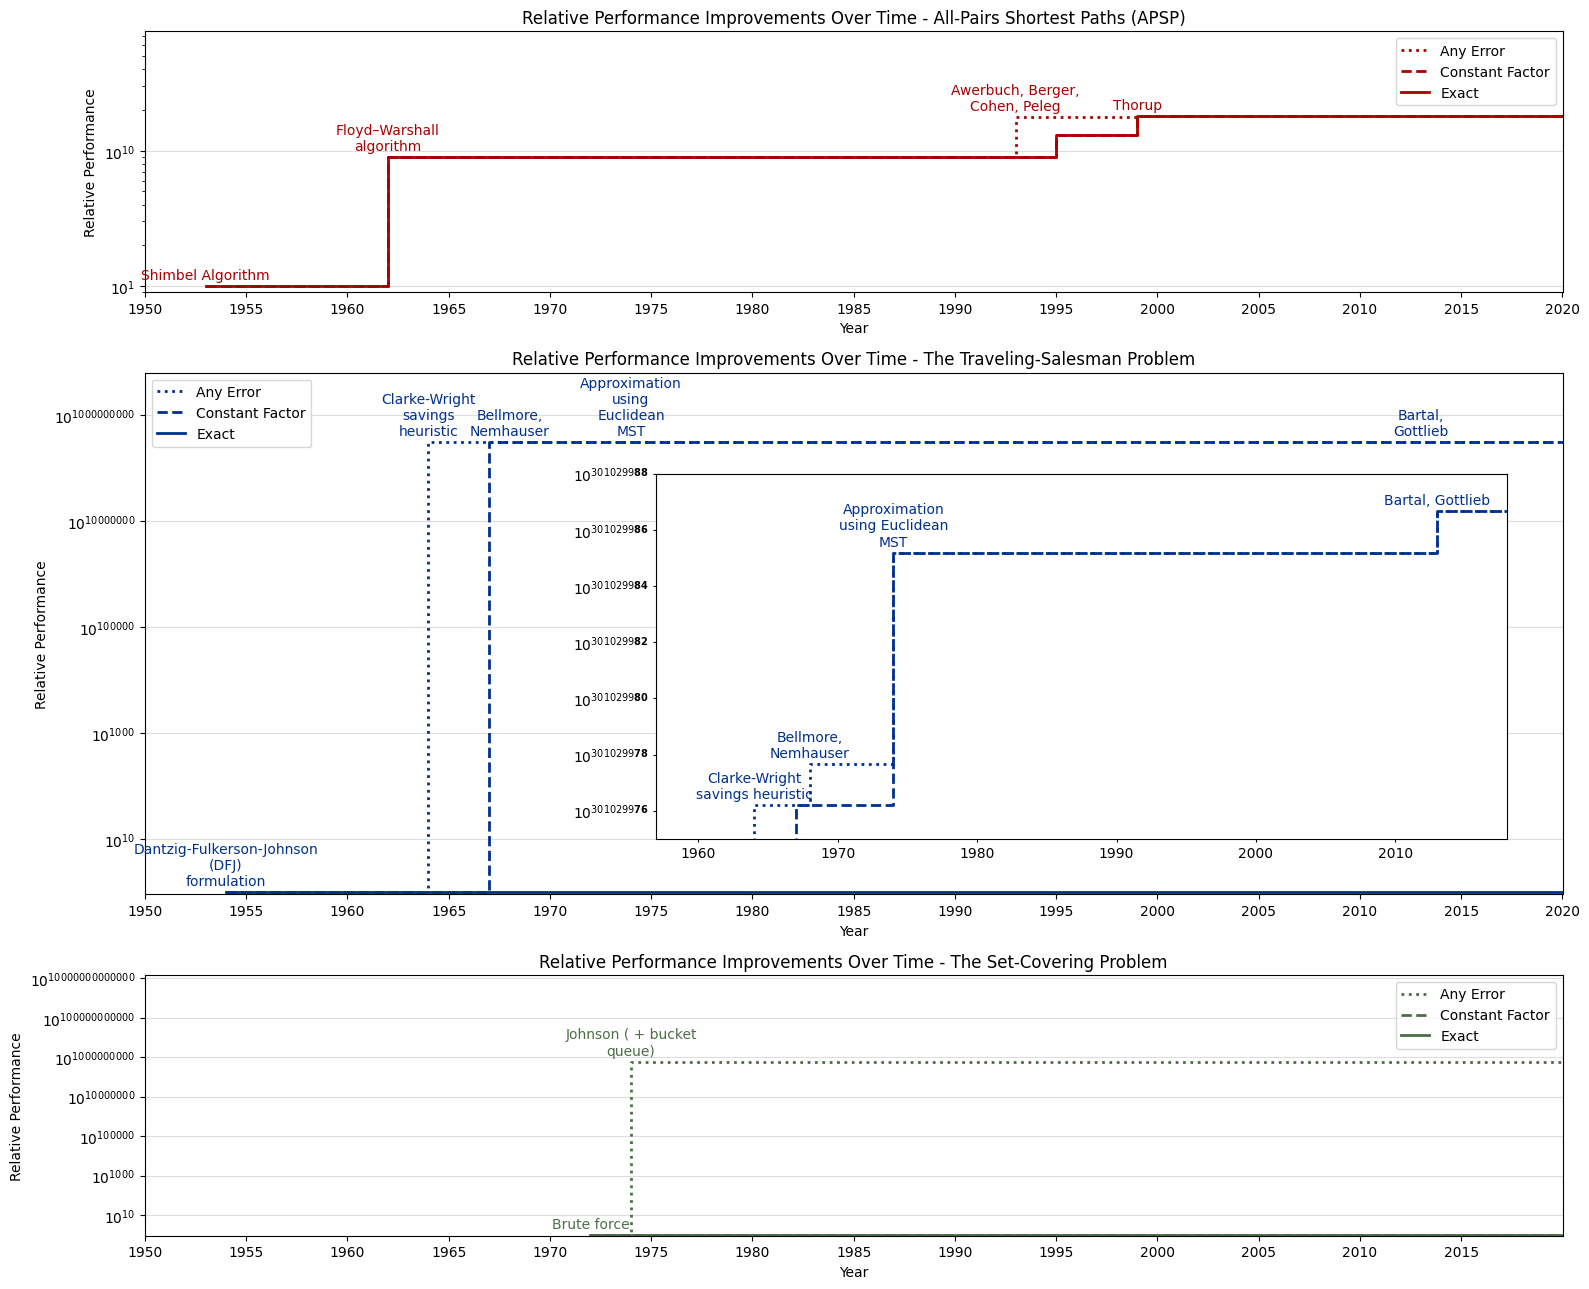 Relative Performance Improvements Over Time - All-Pairs Shortest Paths (APSP)
Relative Performance
10^10
10^1
Any Error
Constant Factor
Exact
Awerbuch, Berger,
Cohen, Peleg
Thorup
Floyd–Warshall
algorithm
Shimbel Algorithm
1950 1955 1960 1965 1970 1975 1980 1985 1990 1995 2000 2005 2010 2015 2020
Year
Relative Performance Improvements Over Time - The Traveling-Salesman Problem
Relative Performance
10^1000000000
10^10000000
10^100000
10^1000
10^10
Any Error
Constant Factor
Exact
Clarke-Wright
savings
heuristic
Bellmore,
Nemhauser
Approximation
using
Euclidean
MST
Bartal,
Gottlieb
10^30102998​8
10^301029986
10^301029984
10^301029982
10^301029980
10^301029978
10^301029976
Approximation
using Euclidean
MST
Bartal, Gottlieb
Bellmore,
Nemhauser
Clarke-Wright
savings heuristic
1960 1970 1980 1990 2000 2010
Dantzig-Fulkerson-Johnson
(DFJ)
formulation
1950 1955 1960 1965 1970 1975 1980 1985 1990 1995 2000 2005 2010 2015 2020
Year
Relative Performance Improvements Over Time - The Set-Covering Problem
Relative Performance
10^10000000000000
10^100000000000
10^1000000000
10^10000000
10^100000
10^1000
10^10
Any Error
Constant Factor
Exact
Johnson ( + bucket
queue)
Brute force
1950 1955 1960 1965 1970 1975 1980 1985 1990 1995 2000 2005 2010 2015
Year